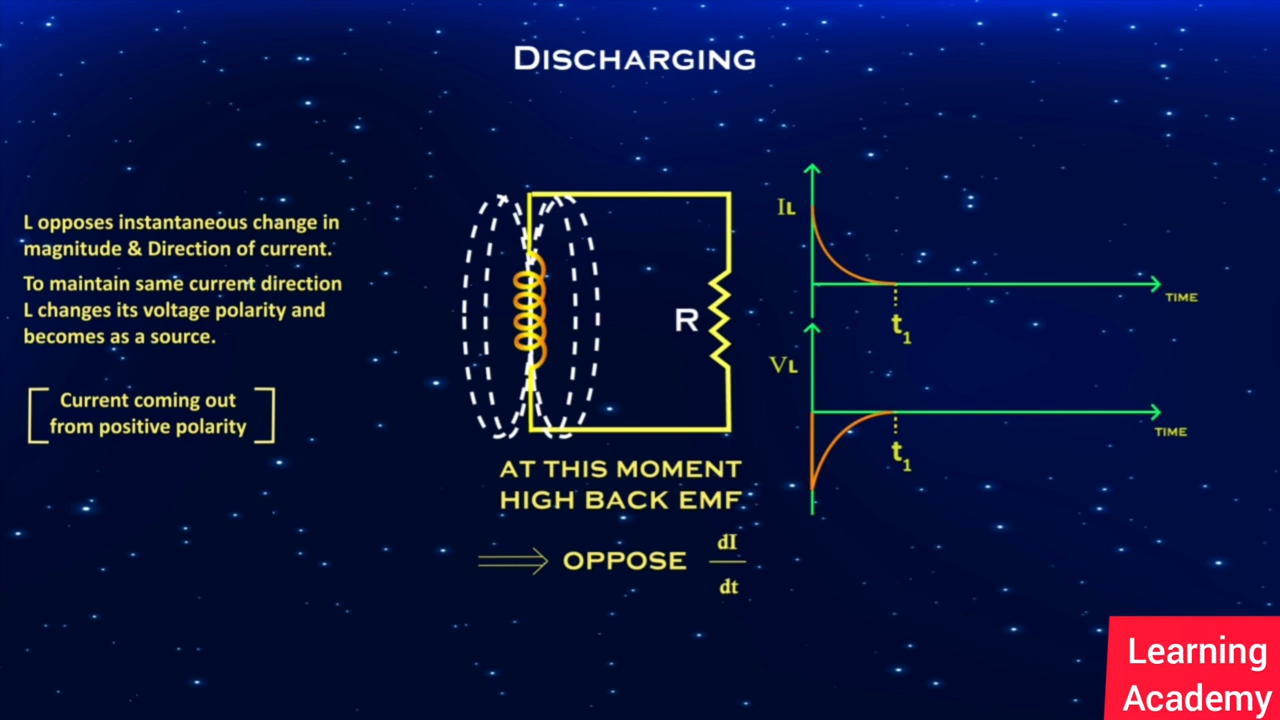 DISCHARGING
L opposes instantaneous change in
magnitude & Direction of current.
To maintain same current direction
L changes its voltage polarity and
becomes as a source.
Current coming out
from positive polarity
R
AT THIS MOMENT
HIGH BACK EMF
OPPOSE dI
dt
IL
TIME
t1
VL
TIME
t1
Learning
Academy